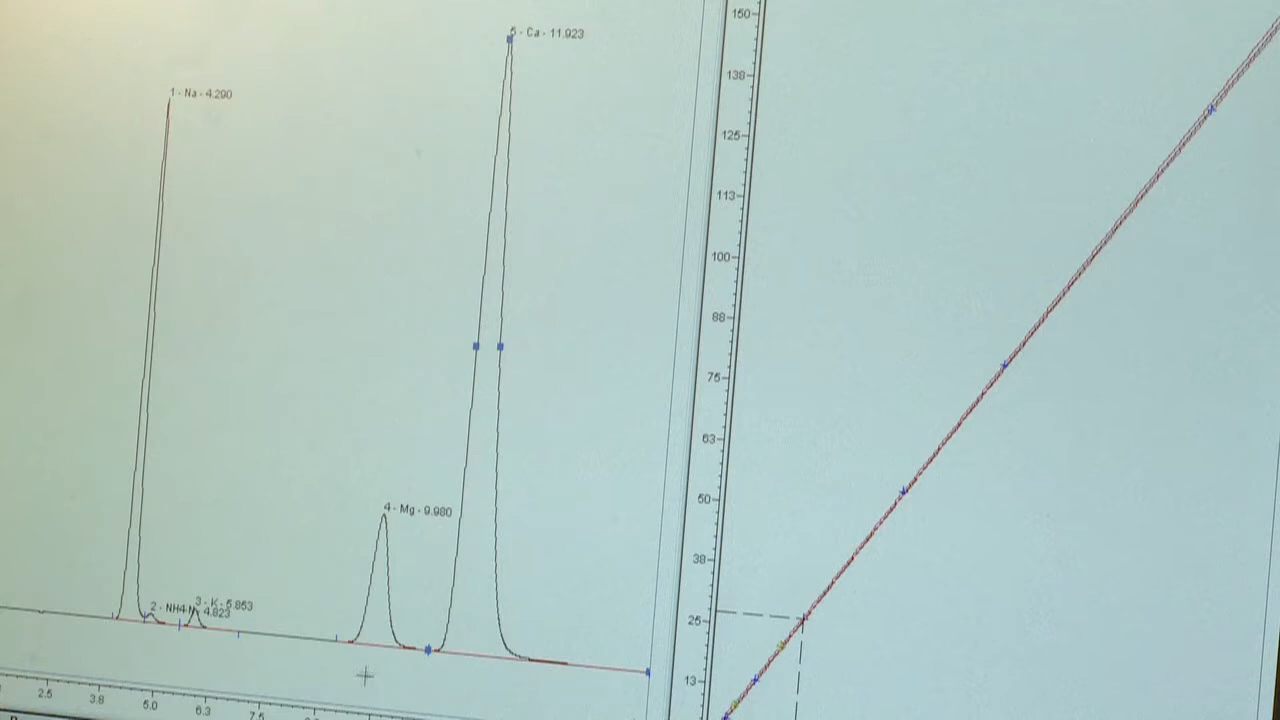 5 - Ca - 11.923
1 - Na - 4.290
4 - Mg - 9.980
3 - K - 5.853
2 - NH4 N 4.823
2.5 3.8 5.0 6.3 7.5
150
138
125
113
100
88
75
63
50
38
25
13